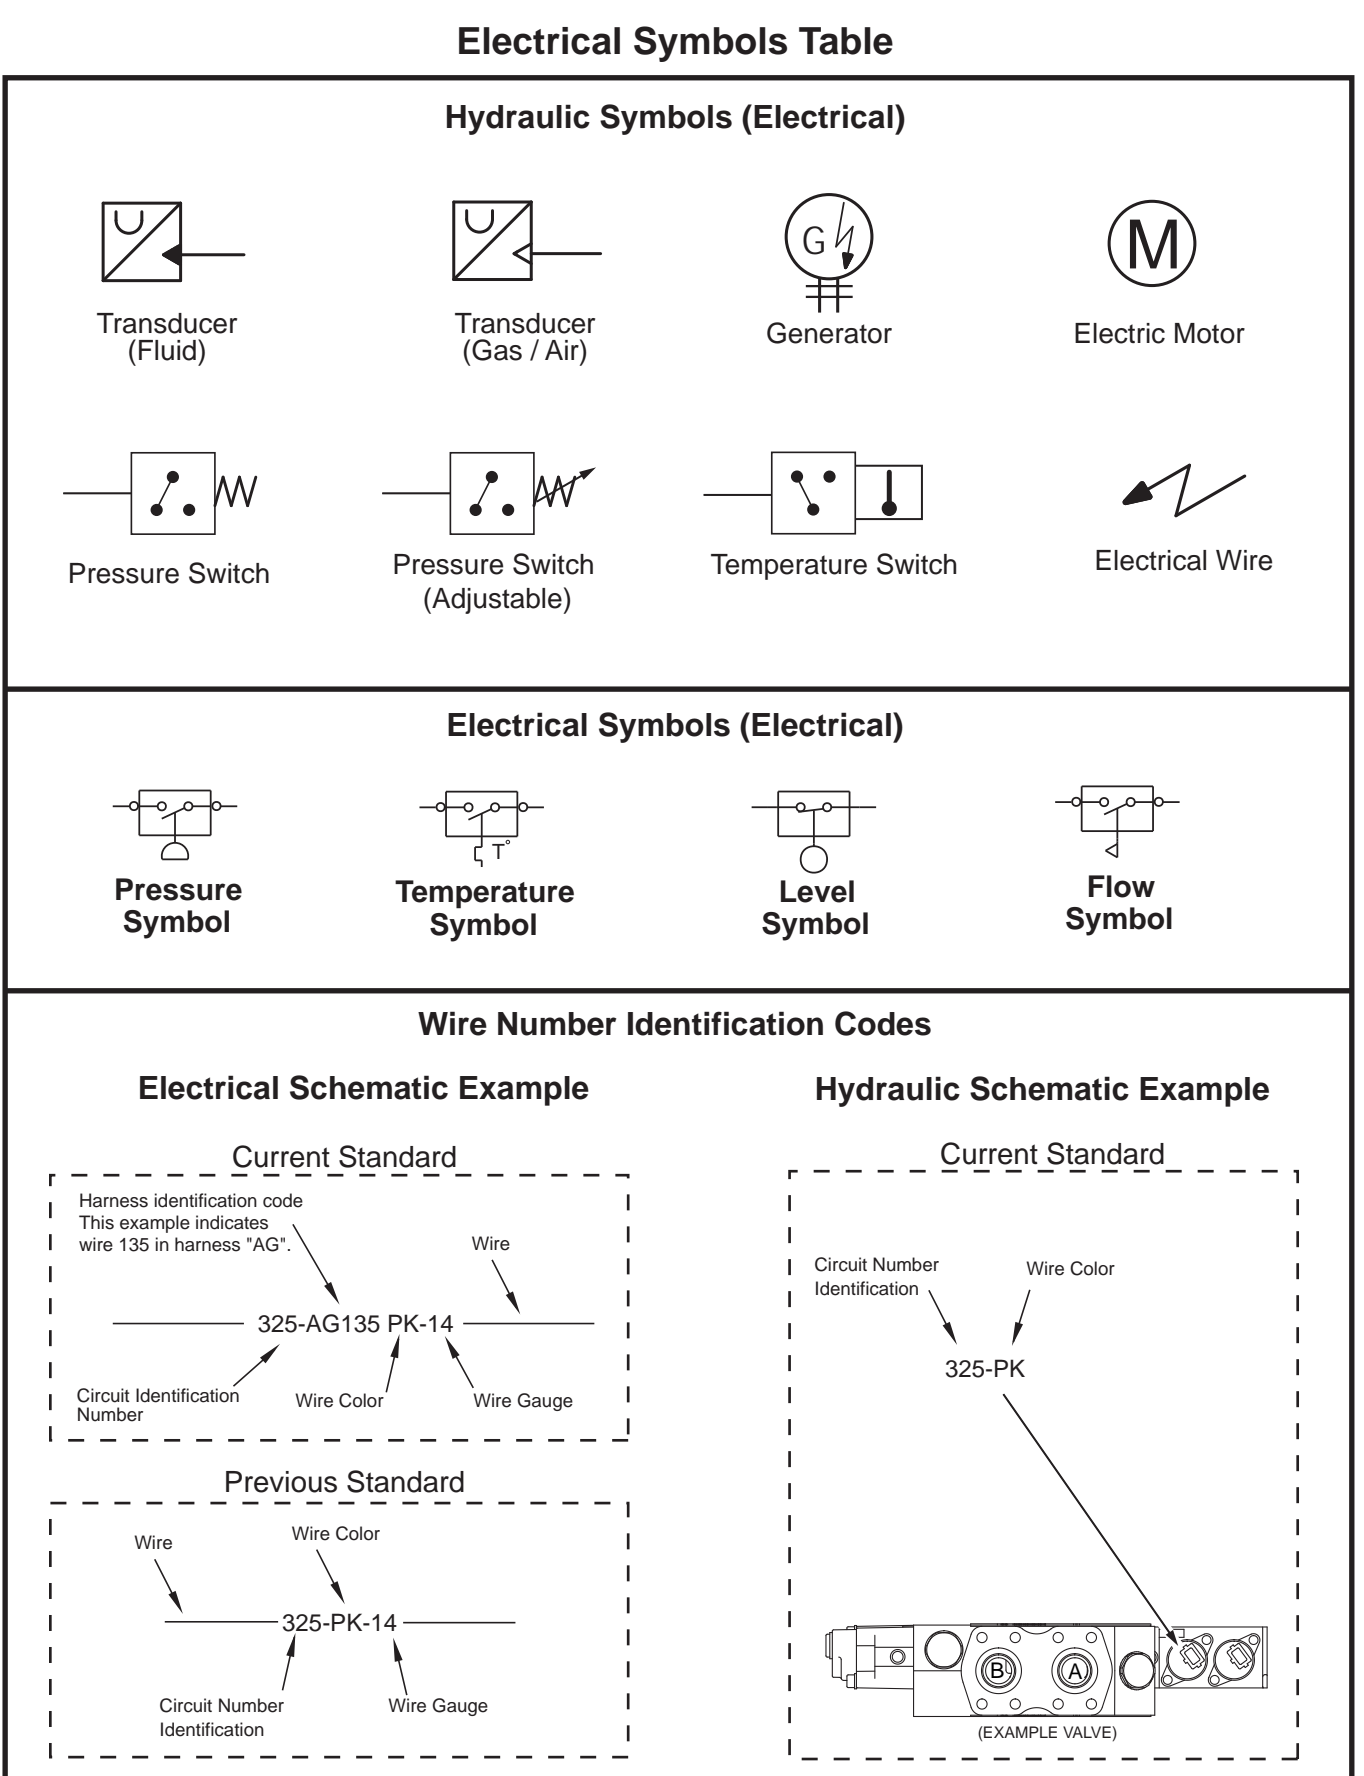 Electrical Symbols Table
Hydraulic Symbols (Electrical)
U
U
G
M
Transducer
(Fluid)
Transducer
(Gas / Air)
Generator
Electric Motor
Pressure Switch
Pressure Switch
(Adjustable)
Temperature Switch
Electrical Wire
Electrical Symbols (Electrical)
T°
Pressure
Symbol
Temperature
Symbol
Level
Symbol
Flow
Symbol
Wire Number Identification Codes
Electrical Schematic Example
Current Standard
Harness identification code
This example indicates
wire 135 in harness "AG".
Wire
325-AG135 PK-14
Circuit Identification
Number
Wire Color
Wire Gauge
Previous Standard
Wire
Wire Color
325-PK-14
Circuit Number
Identification
Wire Gauge
Hydraulic Schematic Example
Current Standard
Circuit Number
Identification
Wire Color
325-PK
B
A
(EXAMPLE VALVE)